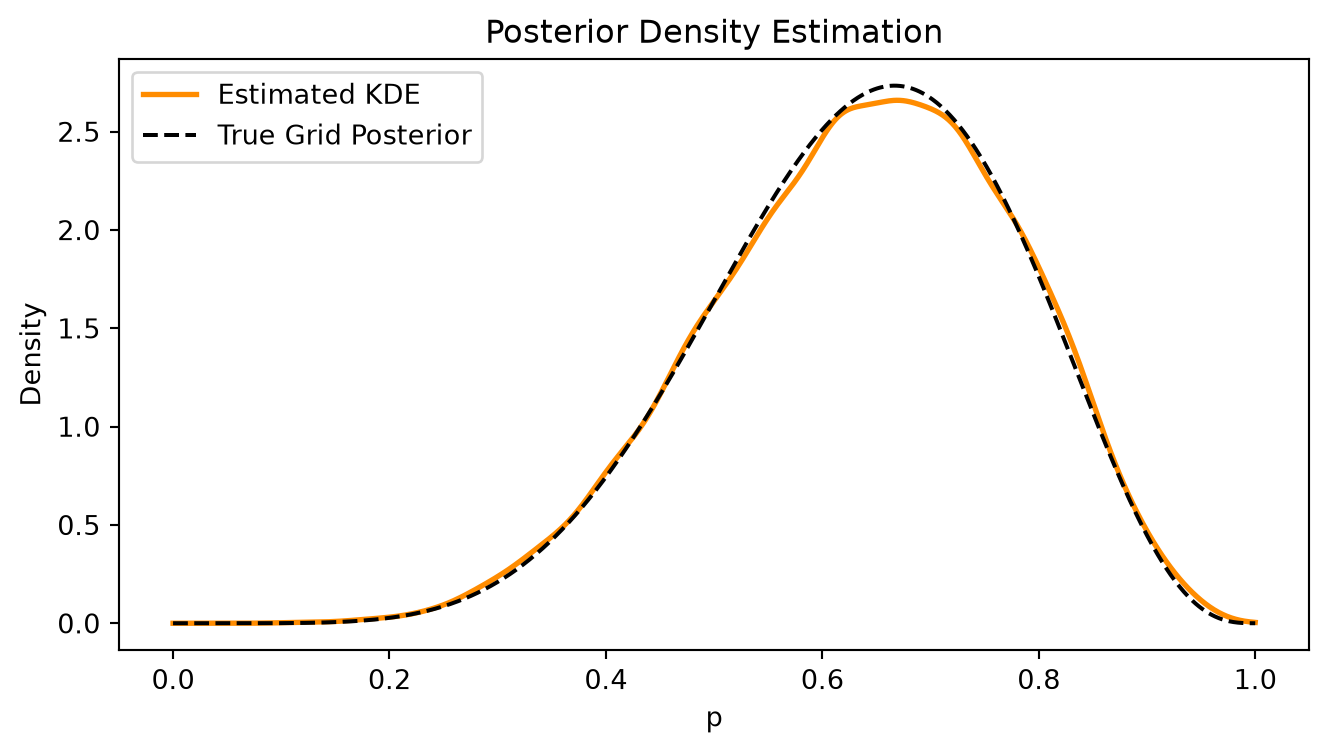 Posterior Density Estimation
Estimated KDE
True Grid Posterior
Density
2.5
2.0
1.5
1.0
0.5
0.0
0.0 0.2 0.4 0.6 0.8 1.0
p